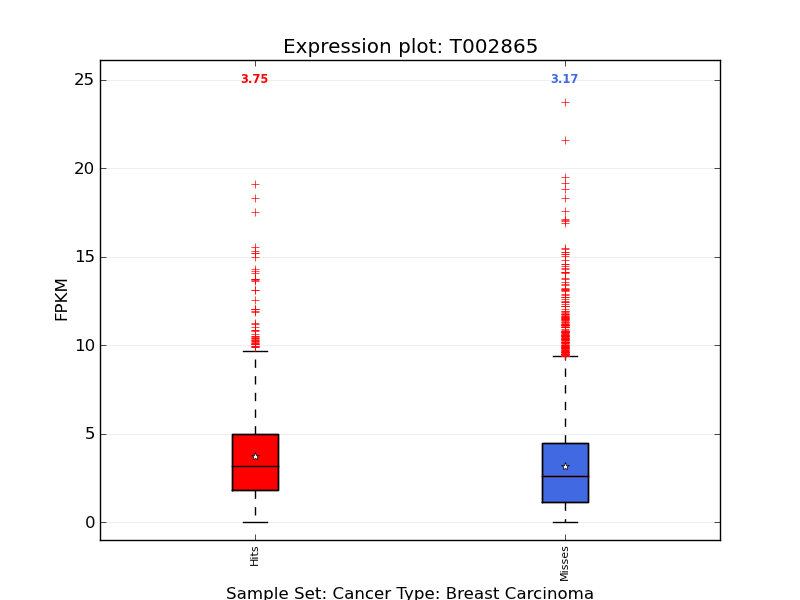 Expression plot: T002865
3.75
3.17
25
20
15
10
5
0
FPKM
Hits
Misses
Sample Set: Cancer Type: Breast Carcinoma